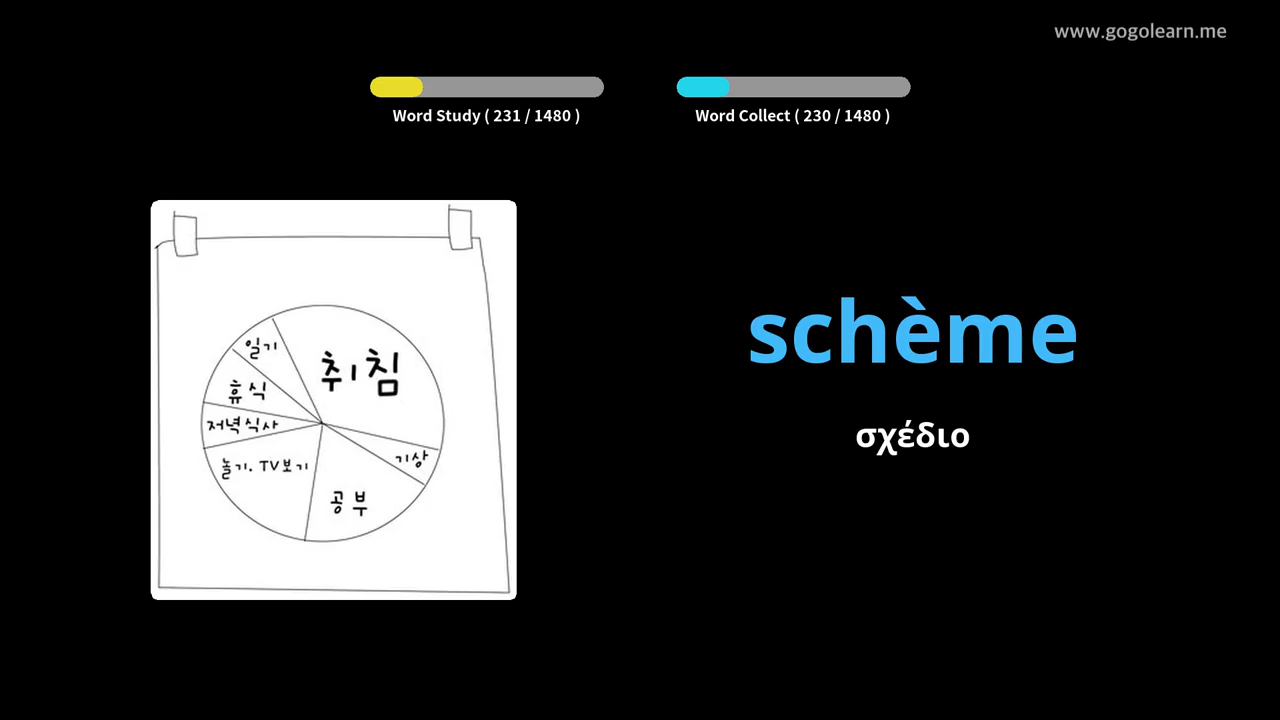 www.gogolearn.me
Word Study ( 231 / 1480 )
Word Collect ( 230 / 1480 )
일기
취침
휴식
저녁식사
놀기. TV보기
기상
공부
schème
σχέδιο